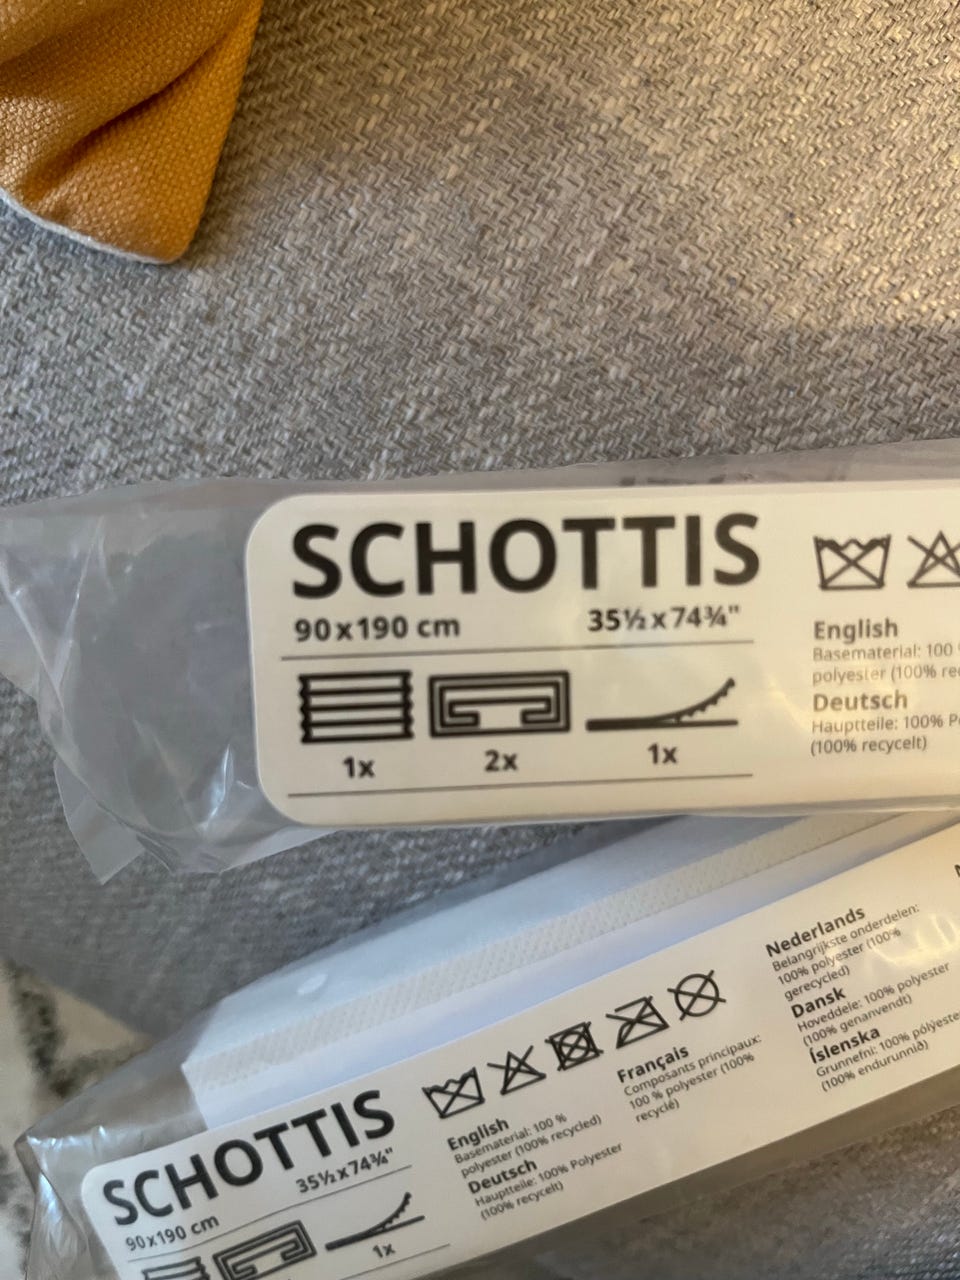 SCHOTTIS
90x190 cm 35½x74¾"
1x 2x 1x
English
Basematerial: 100
polyester (100%
Deutsch
Hauptteile: 100%
(100% recycelt)
SCHOTTIS
90x190 cm 35½x74¾"
1x
English
Basematerial: 100 %
polyester (100% recycled)
Deutsch
Hauptteile: 100% Polyester
(100% recycelt)
Français
Composants principaux:
100 % polyester (100%
recyclé)
Nederlands
Belangrijkste onderdelen:
100% polyester (100%
gerecycled)
Dansk
Hoveddele: 100% polyester
(100% genanvendt)
Íslenska
Grunnefni: 100% pólýester
(100% endurunnið)